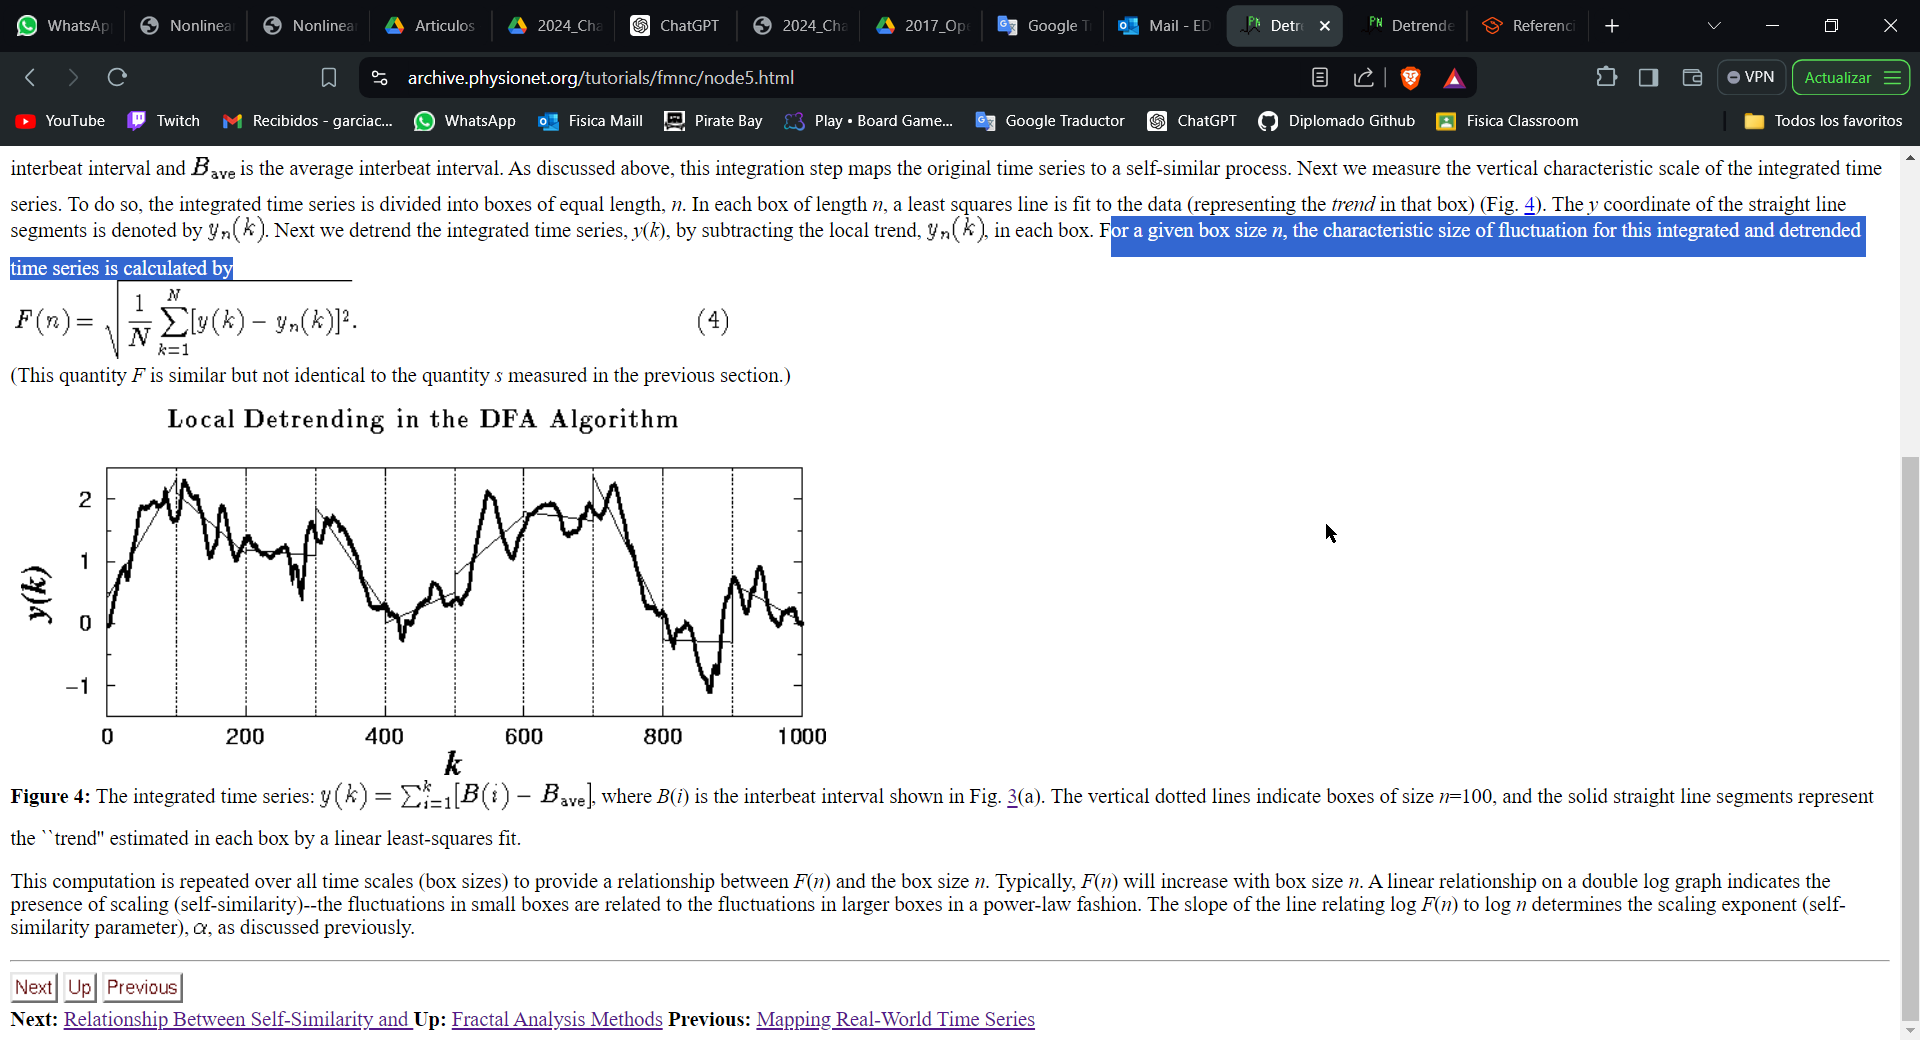 WhatsAp
Nonlinea
Nonlinea
Articulos
2024_Cha
ChatGPT
2024_Cha
2017_Ope
Google T
Mail - ED
Detr
Detrende
Referenci
archive.physionet.org/tutorials/fmnc/node5.html
VPN
Actualizar
YouTube
Twitch
Recibidos - garciac...
WhatsApp
Fisica Maill
Pirate Bay
Play • Board Game...
Google Traductor
ChatGPT
Diplomado Github
Fisica Classroom
Todos los favoritos
interbeat interval and B_ave is the average interbeat interval. As discussed above, this integration step maps the original time series to a self-similar process. Next we measure the vertical characteristic scale of the integrated time
series. To do so, the integrated time series is divided into boxes of equal length, n. In each box of length n, a least squares line is fit to the data (representing the trend in that box) (Fig. 4). The y coordinate of the straight line
segments is denoted by y_n(k). Next we detrend the integrated time series, y(k), by subtracting the local trend, y_n(k), in each box. For a given box size n, the characteristic size of fluctuation for this integrated and detrended
time series is calculated by
F(n) = √(1/N ∑_{k=1}^{N} [y(k) − y_n(k)]²). (4)
(This quantity F is similar but not identical to the quantity s measured in the previous section.)
Local Detrending in the DFA Algorithm
2
1
0
−1
y(k)
0 200 400 600 800 1000
k
Figure 4: The integrated time series: y(k) = ∑_{i=1}^{k}[B(i) − B_ave], where B(i) is the interbeat interval shown in Fig. 3(a). The vertical dotted lines indicate boxes of size n=100, and the solid straight line segments represent
the ``trend'' estimated in each box by a linear least-squares fit.
This computation is repeated over all time scales (box sizes) to provide a relationship between F(n) and the box size n. Typically, F(n) will increase with box size n. A linear relationship on a double log graph indicates the
presence of scaling (self-similarity)--the fluctuations in small boxes are related to the fluctuations in larger boxes in a power-law fashion. The slope of the line relating log F(n) to log n determines the scaling exponent (self-
similarity parameter), α, as discussed previously.
Next Up Previous
Next: Relationship Between Self-Similarity and Up: Fractal Analysis Methods Previous: Mapping Real-World Time Series